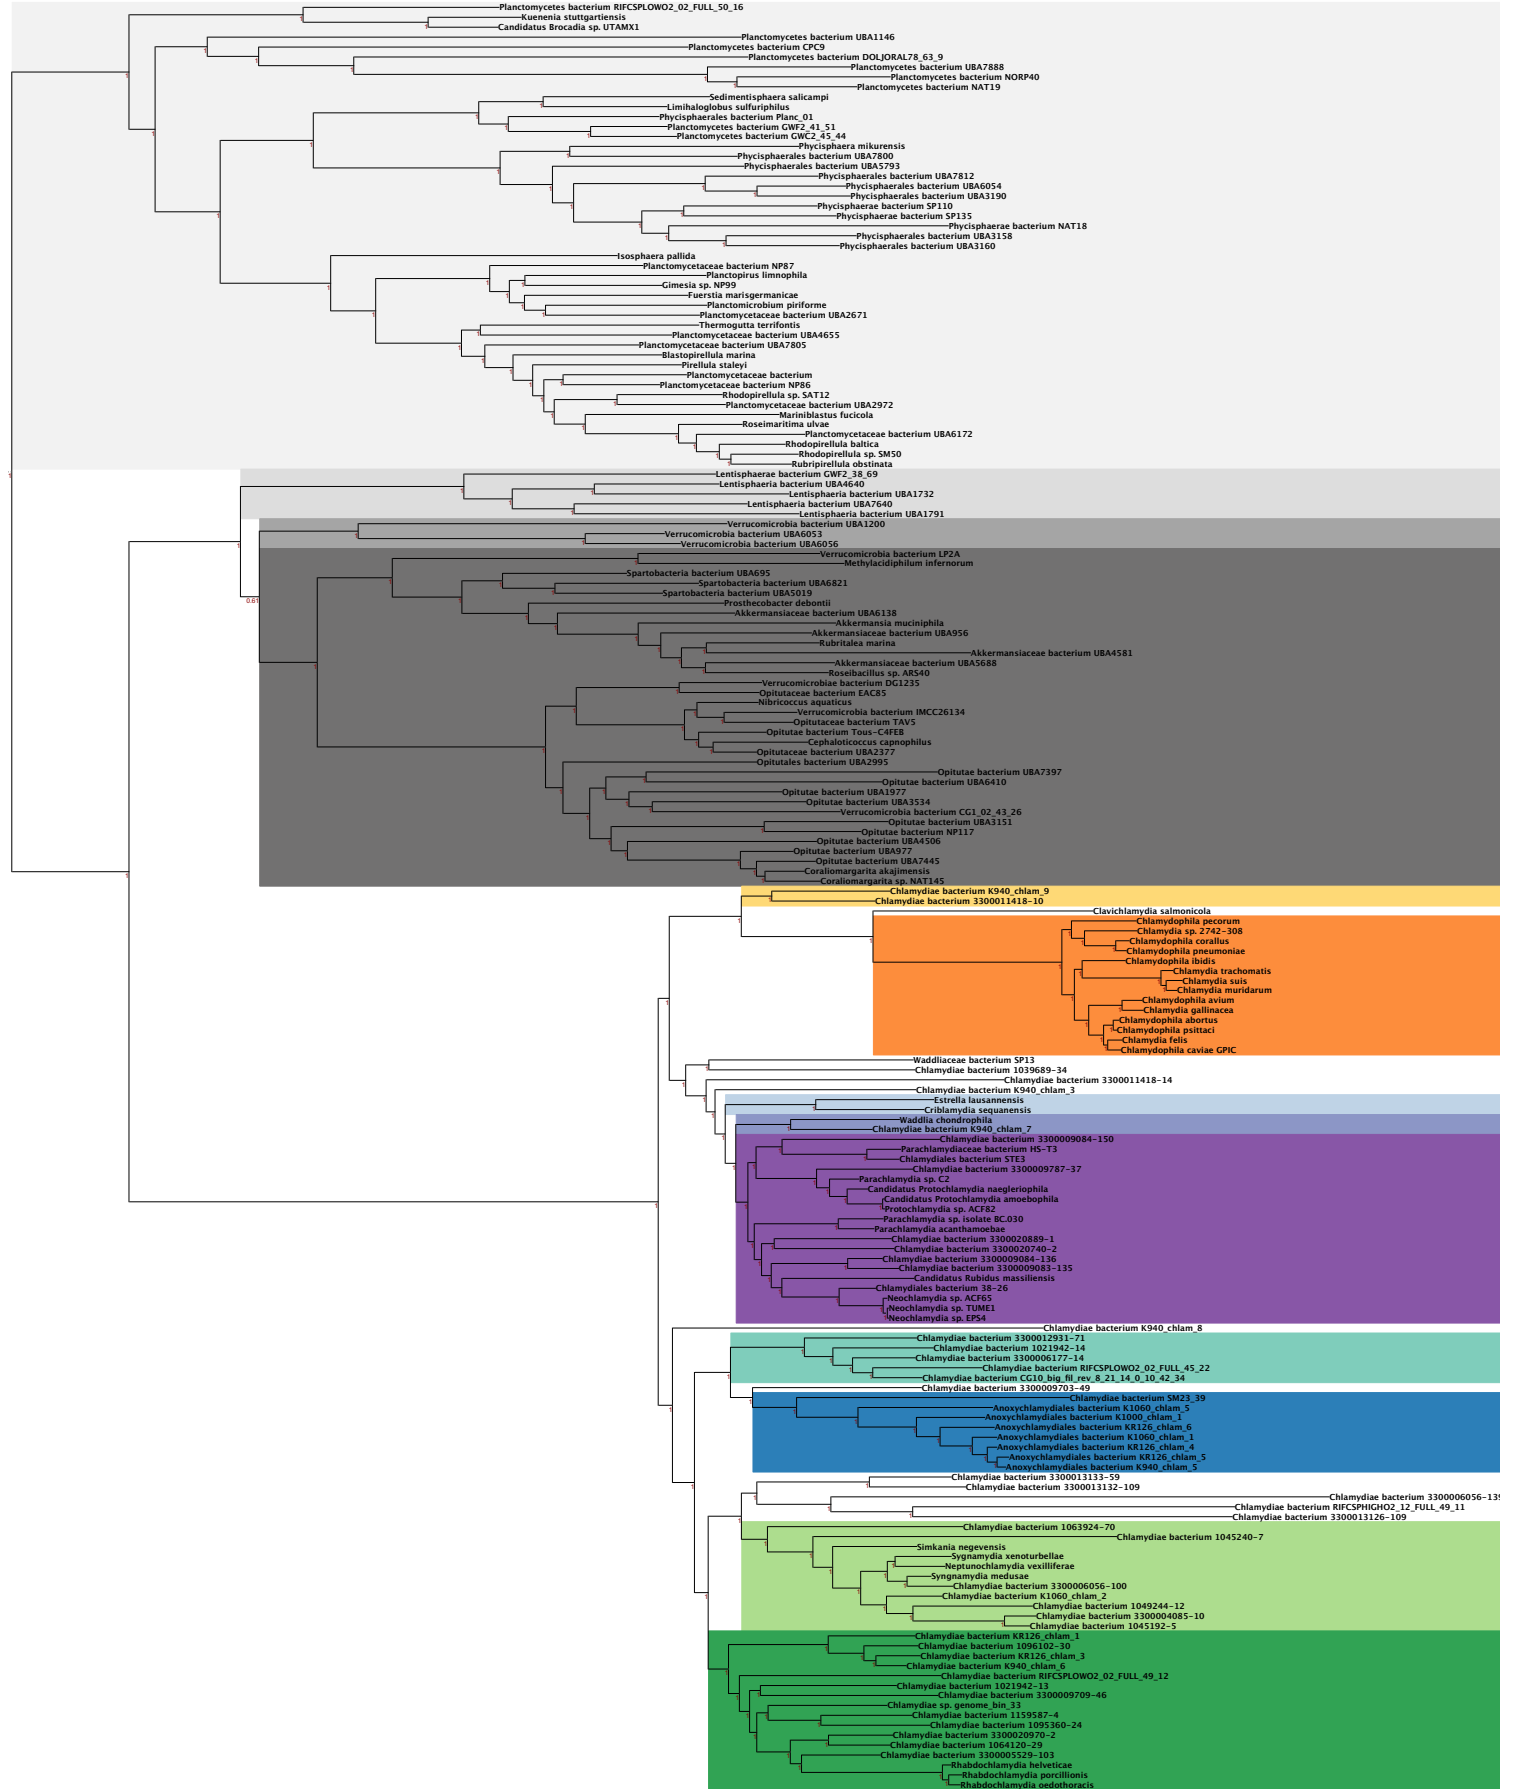 Planctomycetes bacterium RIFCSPLOWO2_02_FULL_50_16
Kuenenia stuttgartiensis
Candidatus Brocadia sp. UTAMX1
Planctomycetes bacterium UBA1146
Planctomycetes bacterium CPC9
Planctomycetes bacterium DOLJORAL78_63_9
Planctomycetes bacterium UBA7888
Planctomycetes bacterium NORP40
Planctomycetes bacterium NAT19
Sedimentisphaera salicampi
Limihaloglobus sulfuriphilus
Phycisphaerales bacterium Planc_01
Planctomycetes bacterium GWF2_41_51
Planctomycetes bacterium GWC2_45_44
Phycisphaera mikurensis
Phycisphaerales bacterium UBA7800
Phycisphaerales bacterium UBA5793
Phycisphaerales bacterium UBA7812
Phycisphaerales bacterium UBA6054
Phycisphaerales bacterium UBA3190
Phycisphaerae bacterium SP110
Phycisphaerae bacterium SP135
Phycisphaerae bacterium NAT18
Phycisphaerales bacterium UBA3158
Phycisphaerales bacterium UBA3160
Isosphaera pallida
Planctomycetaceae bacterium NP87
Planctopirus limnophila
Gimesia sp. NP99
Fuerstia marisgermanicae
Planctomicrobium piriforme
Planctomycetaceae bacterium UBA2671
Thermogutta terrifontis
Planctomycetaceae bacterium UBA4655
Planctomycetaceae bacterium UBA7805
Blastopirellula marina
Pirellula staleyi
Planctomycetaceae bacterium
Planctomycetaceae bacterium NP86
Rhodopirellula sp. SAT12
Planctomycetaceae bacterium UBA2972
Mariniblastus fucicola
Roseimaritima ulvae
Planctomycetaceae bacterium UBA6172
Rhodopirellula baltica
Rhodopirellula sp. SM50
Rubripirellula obstinata
Lentisphaerae bacterium GWF2_38_69
Lentisphaeria bacterium UBA4640
Lentisphaeria bacterium UBA1732
Lentisphaeria bacterium UBA7640
Lentisphaeria bacterium UBA1791
Verrucomicrobia bacterium UBA1200
Verrucomicrobia bacterium UBA6053
Verrucomicrobia bacterium UBA6056
Verrucomicrobia bacterium LP2A
Methylacidiphilum infernorum
Spartobacteria bacterium UBA695
Spartobacteria bacterium UBA6821
Spartobacteria bacterium UBA5019
0.61
Prosthecobacter debontii
Akkermansiaceae bacterium UBA6138
Akkermansia muciniphila
Akkermansiaceae bacterium UBA956
Rubritalea marina
Akkermansiaceae bacterium UBA4581
Akkermansiaceae bacterium UBA5688
Roseibacillus sp. ARS40
Verrucomicrobiae bacterium DG1235
Opitutaceae bacterium EAC85
Nibricoccus aquaticus
Verrucomicrobia bacterium IMCC26134
Opitutaceae bacterium TAV5
Opitutae bacterium Tous-C4FEB
Cephaloticoccus capnophilus
Opitutaceae bacterium UBA2377
Opitutales bacterium UBA2995
Opitutae bacterium UBA7397
Opitutae bacterium UBA6410
Opitutae bacterium UBA1977
Opitutae bacterium UBA3534
Verrucomicrobia bacterium CG1_02_43_26
Opitutae bacterium UBA3151
Opitutae bacterium NP117
Opitutae bacterium UBA4506
Opitutae bacterium UBA977
Opitutae bacterium UBA7445
Coraliomargarita akajimensis
Coraliomargarita sp. NAT145
Chlamydiae bacterium K940_chlam_9
Chlamydiae bacterium 3300011418-10
Clavichlamydia salmonicola
Chlamydophila pecorum
Chlamydia sp. 2742-308
Chlamydophila corallus
Chlamydophila pneumoniae
Chlamydophila ibidis
Chlamydia trachomatis
Chlamydia suis
Chlamydia muridarum
Chlamydophila avium
Chlamydia gallinacea
Chlamydophila abortus
Chlamydophila psittaci
Chlamydia felis
Chlamydophila caviae GPIC
Waddliaceae bacterium SP13
Chlamydiae bacterium 1039689-34
Chlamydiae bacterium 3300011418-14
Chlamydiae bacterium K940_chlam_3
Estrella lausannensis
Criblamydia sequanensis
Waddlia chondrophila
Chlamydiae bacterium K940_chlam_7
Chlamydiae bacterium 3300009084-150
Parachlamydiaceae bacterium HS-T3
Chlamydiales bacterium STE3
Chlamydiae bacterium 3300009787-37
Parachlamydia sp. C2
Candidatus Protochlamydia naegleriophila
Candidatus Protochlamydia amoebophila
Protochlamydia sp. ACF82
Parachlamydia sp. isolate BC.030
Parachlamydia acanthamoebae
Chlamydiae bacterium 3300020889-1
Chlamydiae bacterium 3300020740-2
Chlamydiae bacterium 3300009084-136
Chlamydiae bacterium 3300009083-135
Candidatus Rubidus massiliensis
Chlamydiales bacterium 38-26
Neochlamydia sp. ACF65
Neochlamydia sp. TUME1
Neochlamydia sp. EPS4
Chlamydiae bacterium K940_chlam_8
Chlamydiae bacterium 3300012931-71
Chlamydiae bacterium 1021942-14
Chlamydiae bacterium 3300006177-14
Chlamydiae bacterium RIFCSPLOWO2_02_FULL_45_22
Chlamydiae bacterium CG10_big_fil_rev_8_21_14_0_10_42_34
Chlamydiae bacterium 3300009703-49
Chlamydiae bacterium SM23_39
Anoxychlamydiales bacterium K1060_chlam_5
Anoxychlamydiales bacterium K1000_chlam_1
Anoxychlamydiales bacterium KR126_chlam_6
Anoxychlamydiales bacterium K1060_chlam_1
Anoxychlamydiales bacterium KR126_chlam_4
Anoxychlamydiales bacterium KR126_chlam_5
Anoxychlamydiales bacterium K940_chlam_5
Chlamydiae bacterium 3300013133-59
Chlamydiae bacterium 3300013132-109
Chlamydiae bacterium 3300006056-139
Chlamydiae bacterium RIFCSPHIGHO2_12_FULL_49_11
Chlamydiae bacterium 3300013126-109
Chlamydiae bacterium 1063924-70
Chlamydiae bacterium 1045240-7
Simkania negevensis
Sygnamydia xenoturbellae
Neptunochlamydia vexilliferae
Syngnamydia medusae
Chlamydiae bacterium 3300006056-100
Chlamydiae bacterium K1060_chlam_2
Chlamydiae bacterium 1049244-12
Chlamydiae bacterium 3300004085-10
Chlamydiae bacterium 1045192-5
Chlamydiae bacterium KR126_chlam_1
Chlamydiae bacterium 1096102-30
Chlamydiae bacterium KR126_chlam_3
Chlamydiae bacterium K940_chlam_6
Chlamydiae bacterium RIFCSPLOWO2_02_FULL_49_12
Chlamydiae bacterium 1021942-13
Chlamydiae bacterium 3300009709-46
Chlamydiae sp. genome_bin_33
Chlamydiae bacterium 1159587-4
Chlamydiae bacterium 1095360-24
Chlamydiae bacterium 3300020970-2
Chlamydiae bacterium 1064120-29
Chlamydiae bacterium 3300005529-103
Rhabdochlamydia helveticae
Rhabdochlamydia porcillionis
Rhabdochlamydia oedothoracis